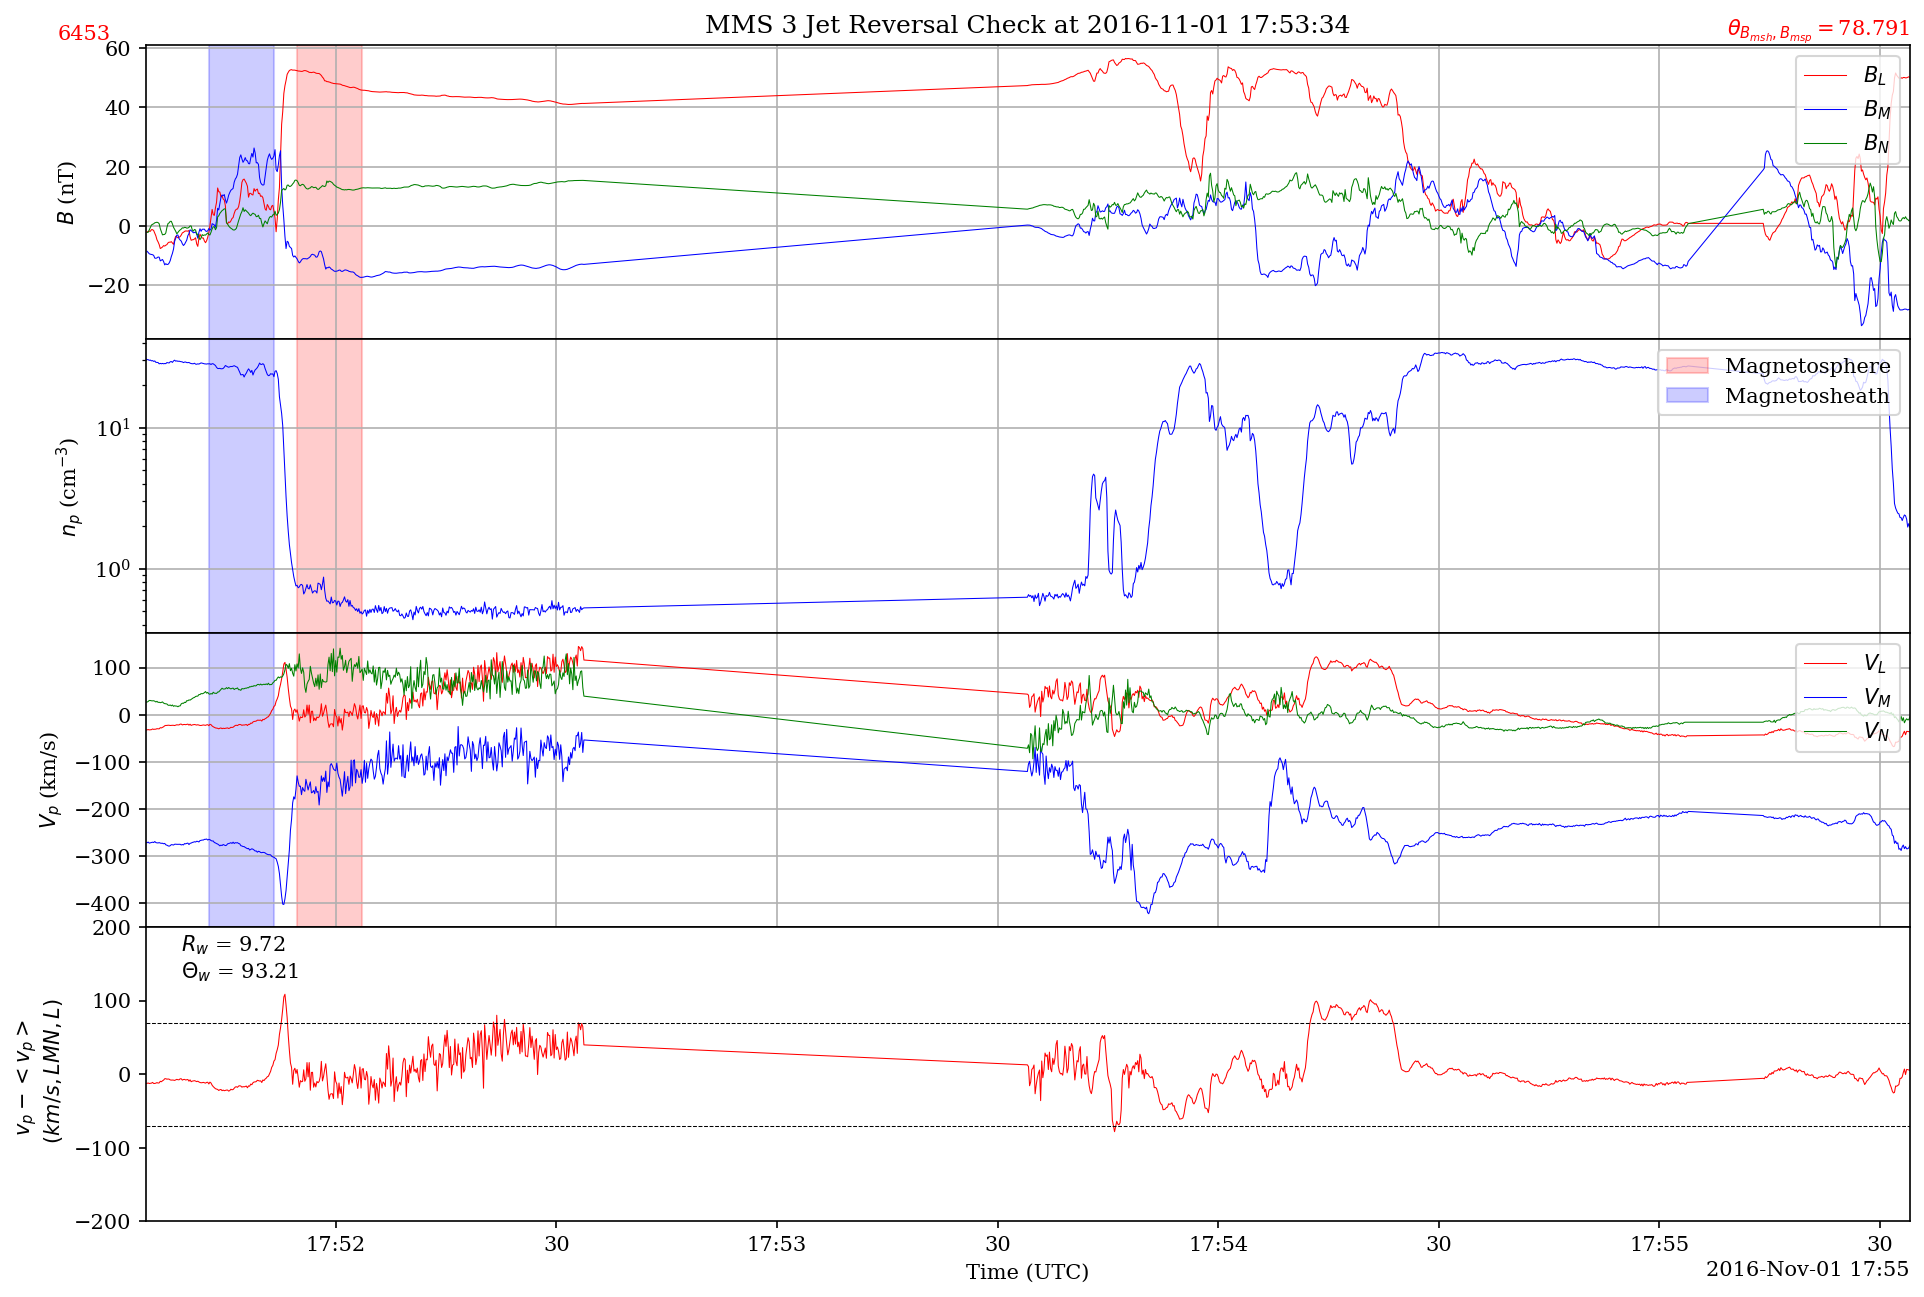 MMS 3 Jet Reversal Check at 2016-11-01 17:53:34
6453
θ_{B_{msh}, B_{msp}} = 78.791
60
40
20
0
−20
B (nT)
B_L
B_M
B_N
10^1
10^0
n_p (cm^{−3})
Magnetosphere
Magnetosheath
100
0
−100
−200
−300
−400
V_p (km/s)
V_L
V_M
V_N
200
100
0
−100
−200
v_p − < v_p >
(km/s, LMN, L)
R_w = 9.72
Θ_w = 93.21
17:52 30 17:53 30 17:54 30 17:55 30
Time (UTC)
2016-Nov-01 17:55